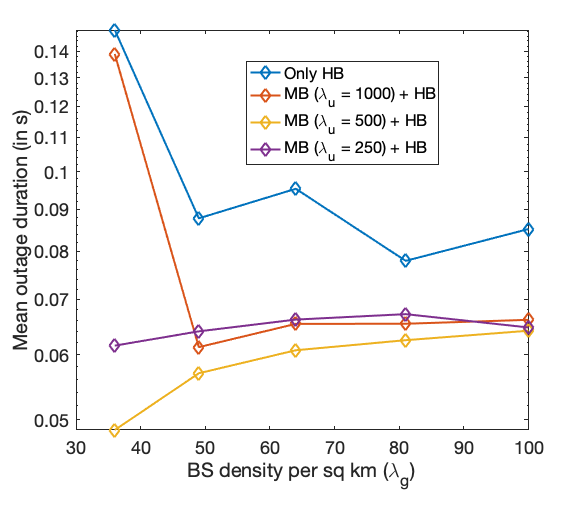 0.14
0.13
0.12
0.11
0.1
0.09
0.08
0.07
0.06
0.05
Mean outage duration (in s)
Only HB
MB (λu = 1000) + HB
MB (λu = 500) + HB
MB (λu = 250) + HB
30 40 50 60 70 80 90 100
BS density per sq km (λg)